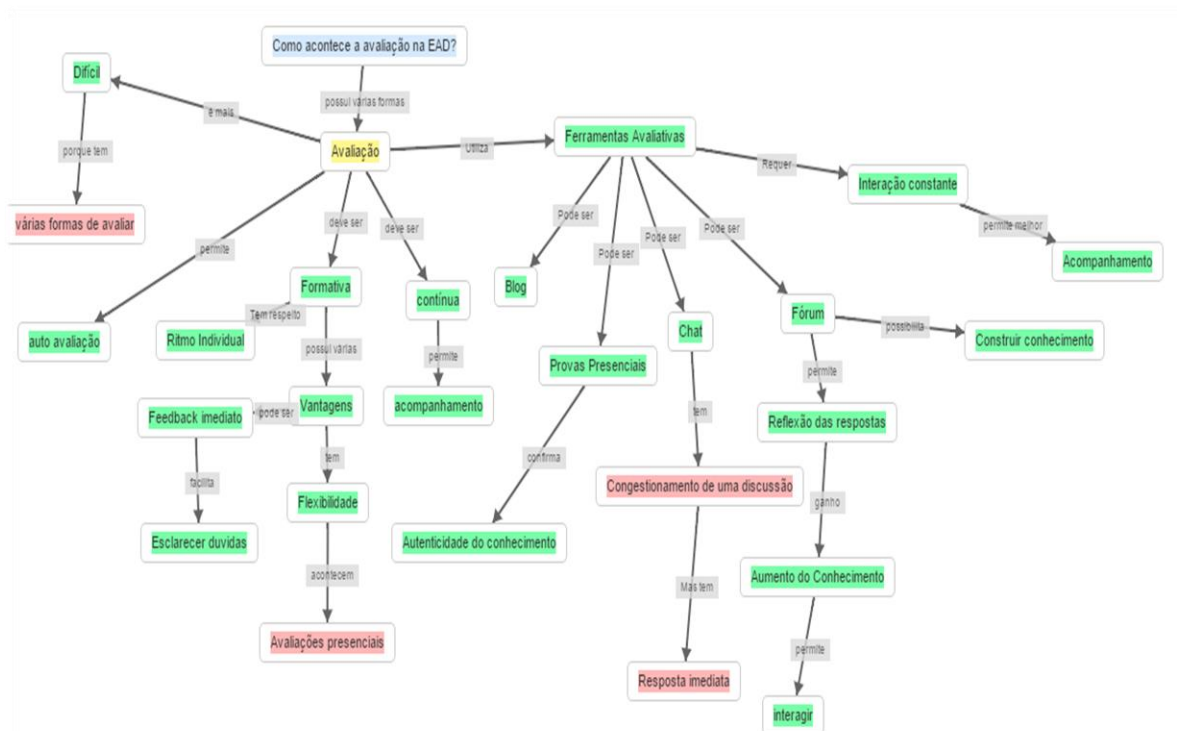 Como acontece a avaliação na EAD?
Difícil
possui várias formas
é mais
Ferramentas Avaliativas
porque tem
Avaliação
Utiliza
Requer
Interação constante
várias formas de avaliar
deve ser
deve ser
Pode ser
Pode ser
Pode ser
Pode ser
permite melhor
permite
Acompanhamento
Formativa
contínua
Blog
Tem respeito
Fórum
possibilita
auto avaliação
Ritmo Individual
Chat
Construir conhecimento
possui várias
permite
Provas Presenciais
permite
Feedback imediato
pode ser
Vantagens
acompanhamento
tem
Reflexão das respostas
tem
confirma
facilita
Congestionamento de uma discussão
Flexibilidade
ganho
Esclarecer duvidas
Autenticidade do conhecimento
acontecem
Mas tem
Aumento do Conhecimento
Avaliações presenciais
permite
Resposta imediata
interagir